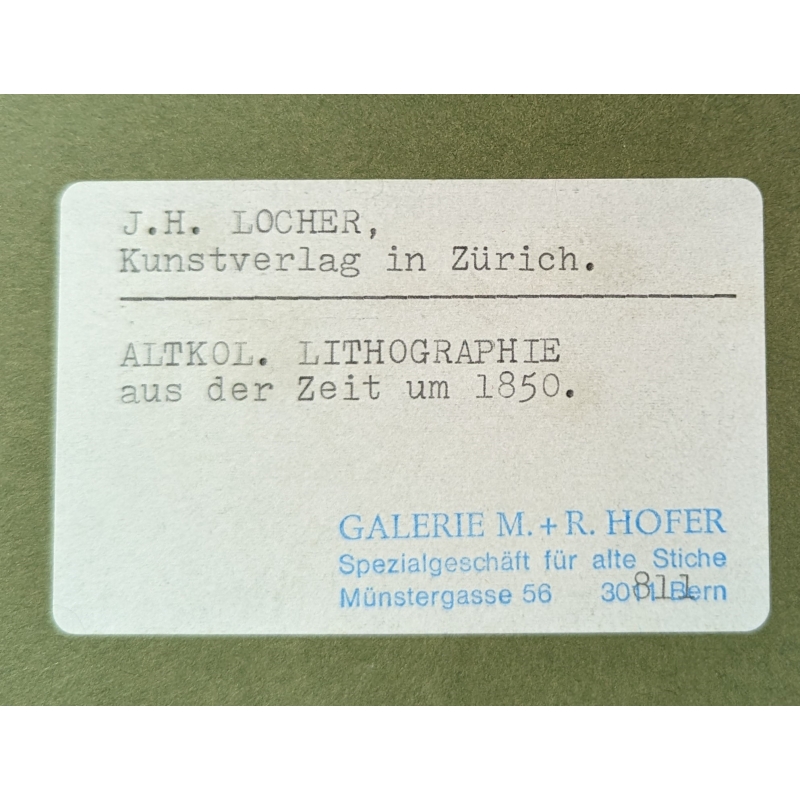 J.H. LOCHER,
Kunstverlag in Zürich.
ALTKOL. LITHOGRAPHIE
aus der Zeit um 1850.
GALERIE M. + R. HOFER
Spezialgeschäft für alte Stiche
Münstergasse 56 3011 Bern
811